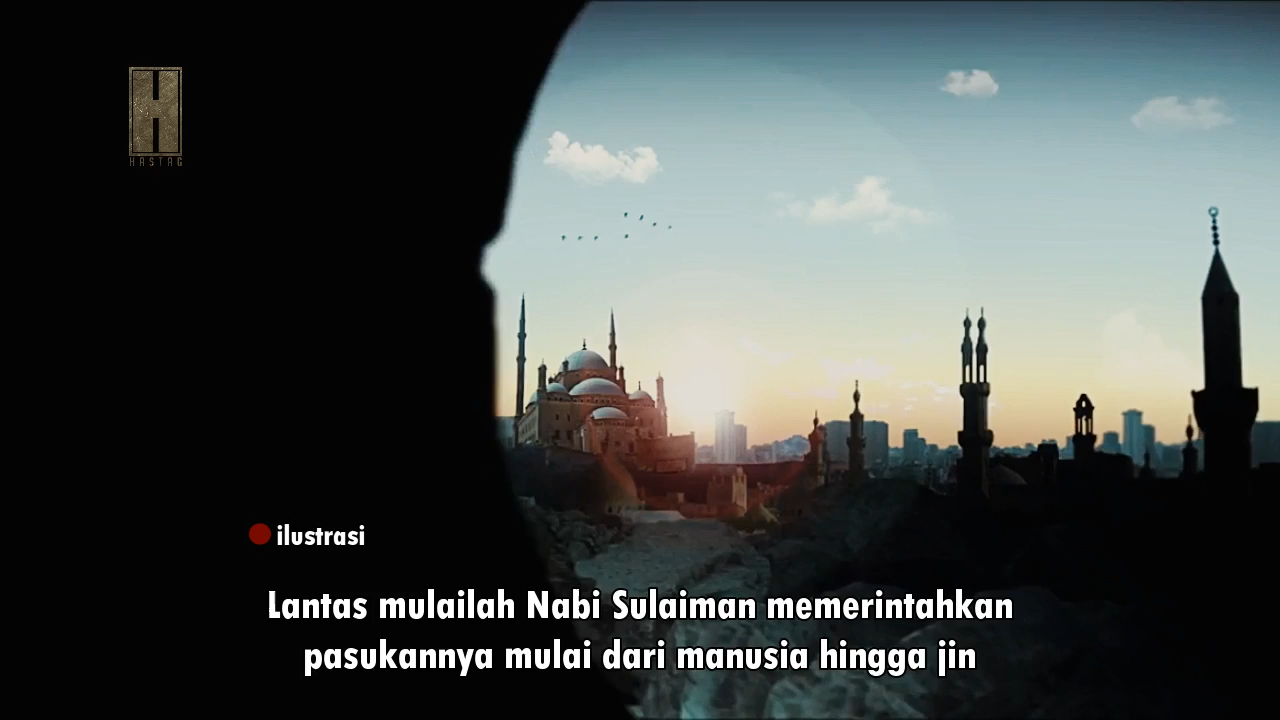 H
HASTAG
ilustrasi
Lantas mulailah Nabi Sulaiman memerintahkan
pasukannya mulai dari manusia hingga jin